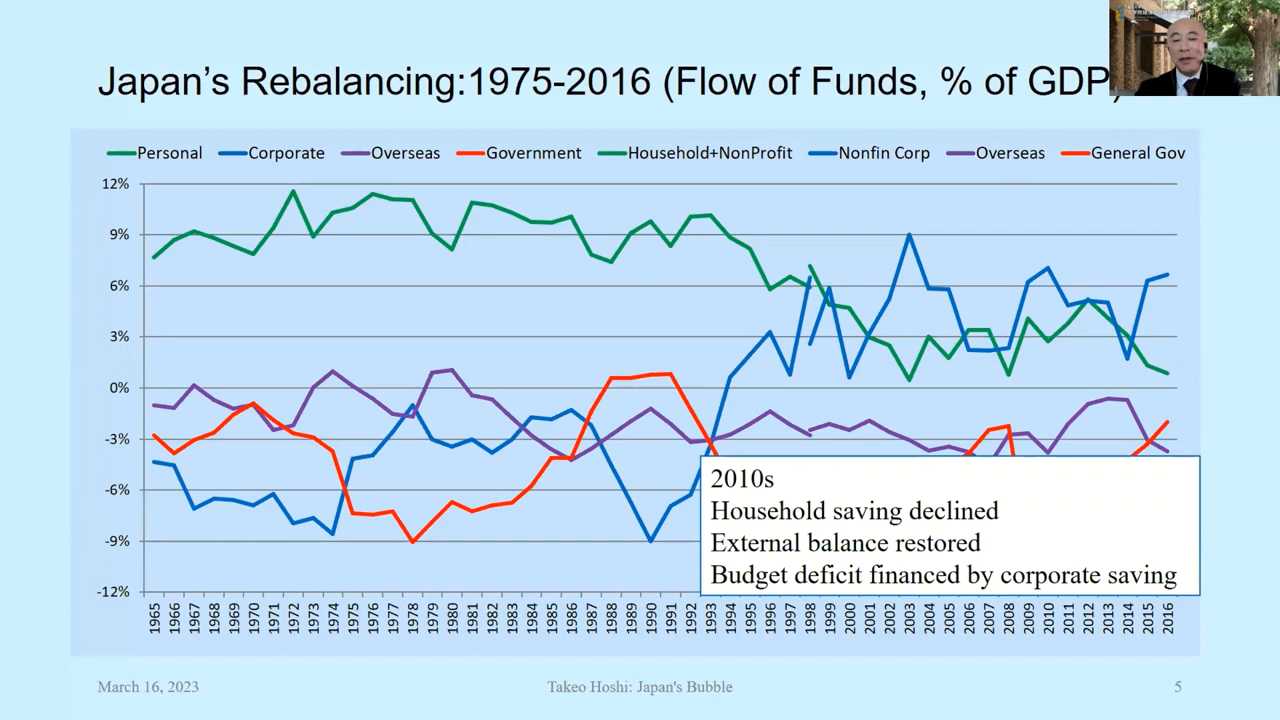 Japan's Rebalancing:1975-2016 (Flow of Funds, % of GDP)
Personal Corporate Overseas Government Household+NonProfit Nonfin Corp Overseas General Gov
12%
9%
6%
3%
0%
-3%
-6%
-9%
-12%
2010s
Household saving declined
External balance restored
Budget deficit financed by corporate saving
1965 1966 1967 1968 1969 1970 1971 1972 1973 1974 1975 1976 1977 1978 1979 1980 1981 1982 1983 1984 1985 1986 1987 1988 1989 1990 1991 1992 1993 1994 1995 1996 1997 1998 1999 2000 2001 2002 2003 2004 2005 2006 2007 2008 2009 2010 2011 2012 2013 2014 2015 2016
March 16, 2023 Takeo Hoshi: Japan's Bubble 5